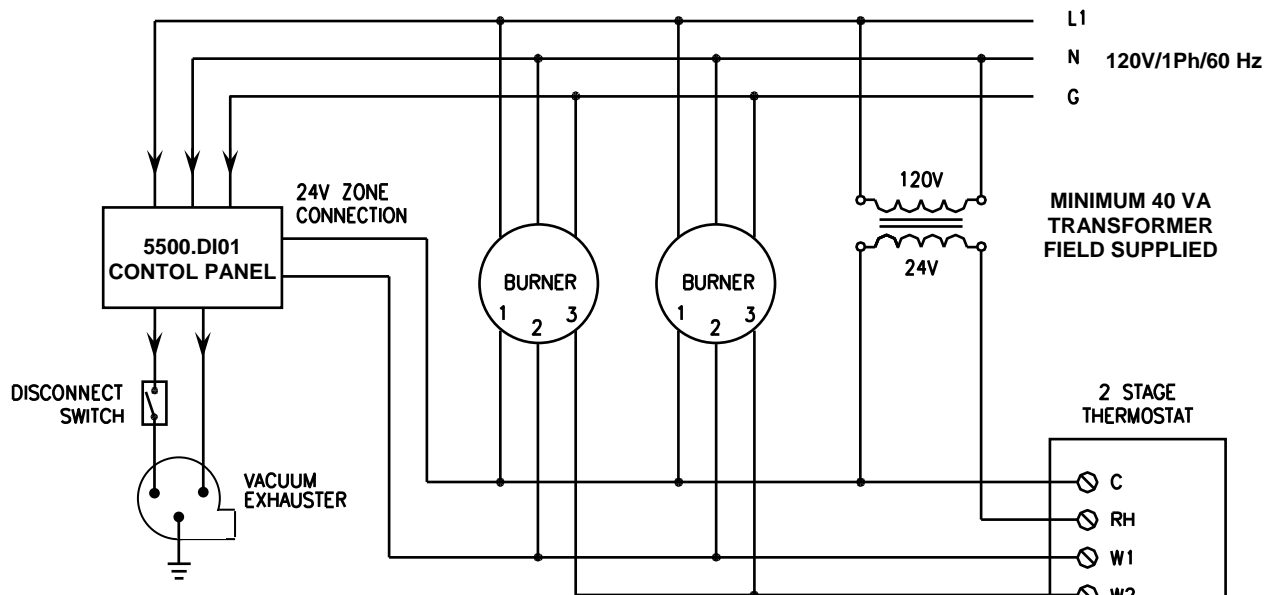 L1
N 120V/1Ph/60 Hz
G
24V ZONE
CONNECTION
5500.DI01
CONTOL PANEL
DISCONNECT
SWITCH
VACUUM
EXHAUSTER
BURNER
1 2 3
BURNER
1 2 3
120V
24V
MINIMUM 40 VA
TRANSFORMER
FIELD SUPPLIED
2 STAGE
THERMOSTAT
C
RH
W1
W2